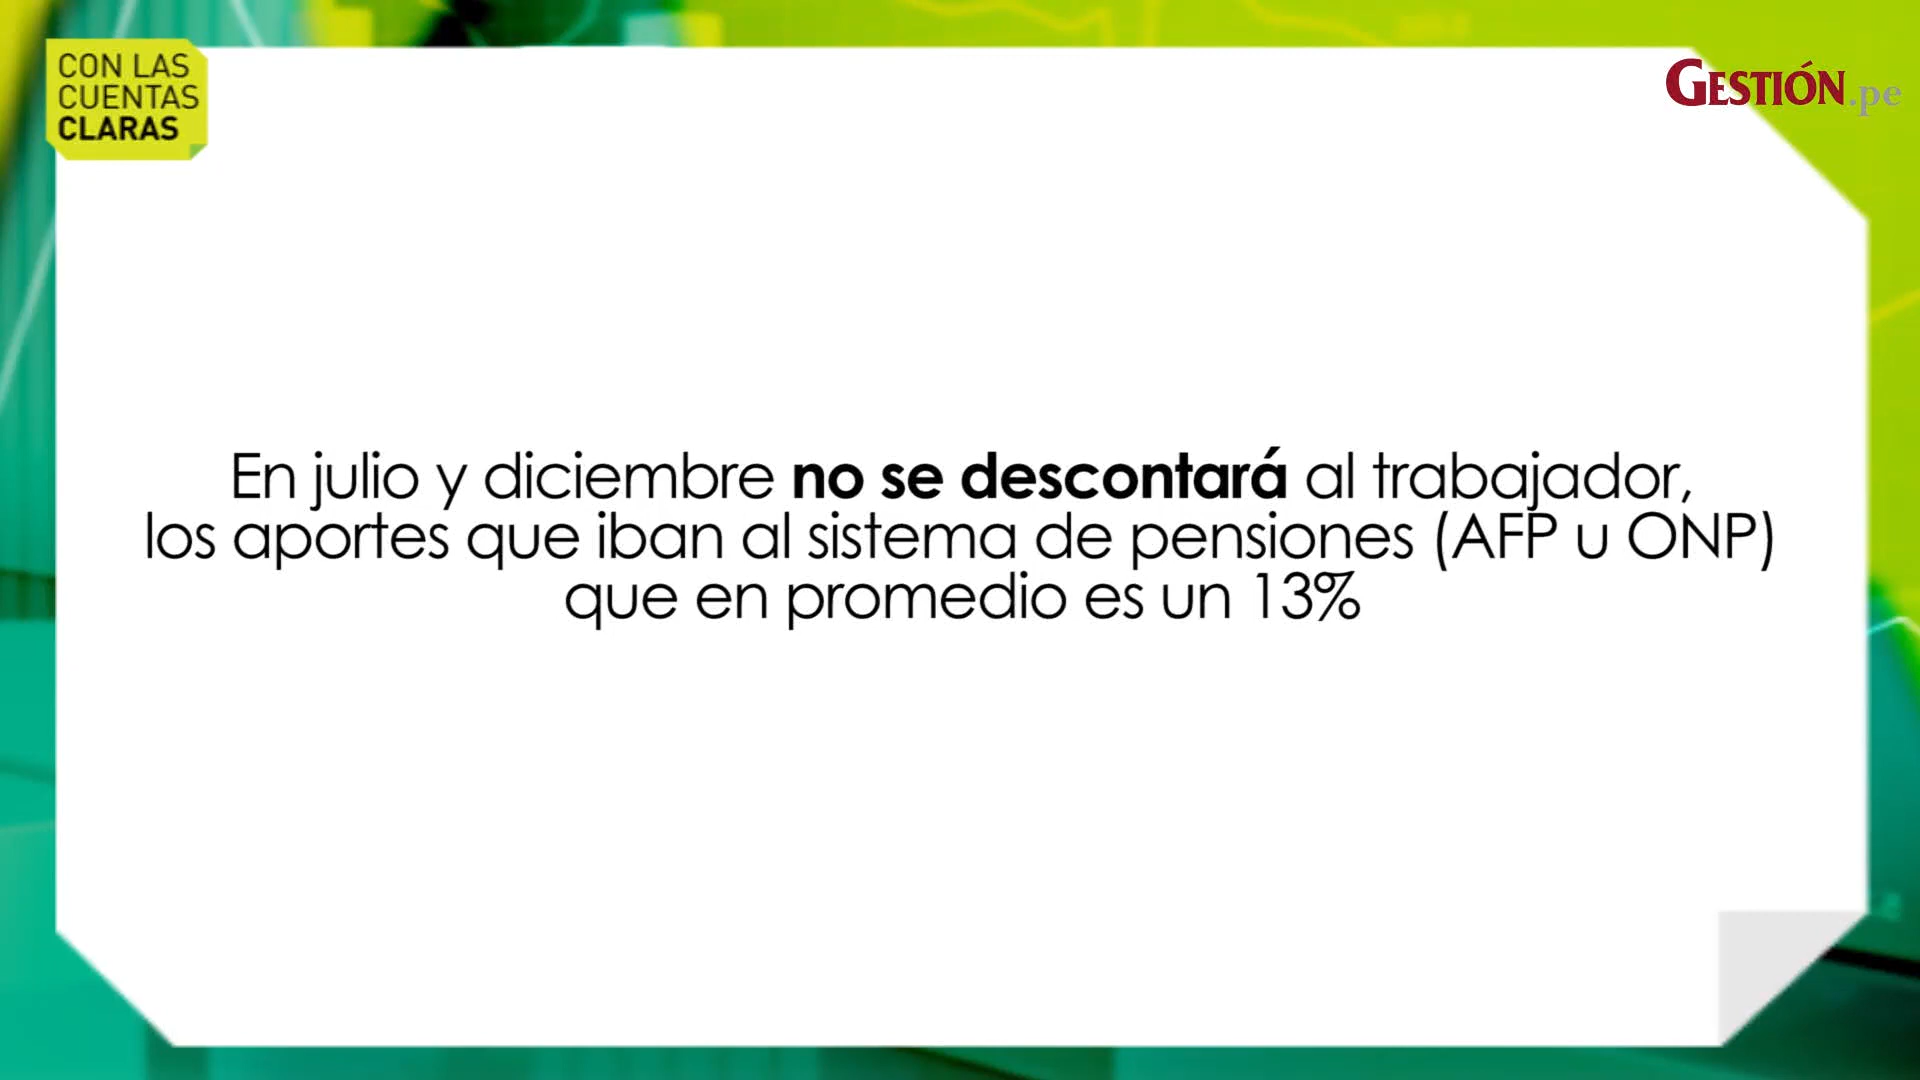 CON LAS
CUENTAS
CLARAS
GESTIÓN.pe
En julio y diciembre no se descontará al trabajador,
los aportes que iban al sistema de pensiones (AFP u ONP)
que en promedio es un 13%